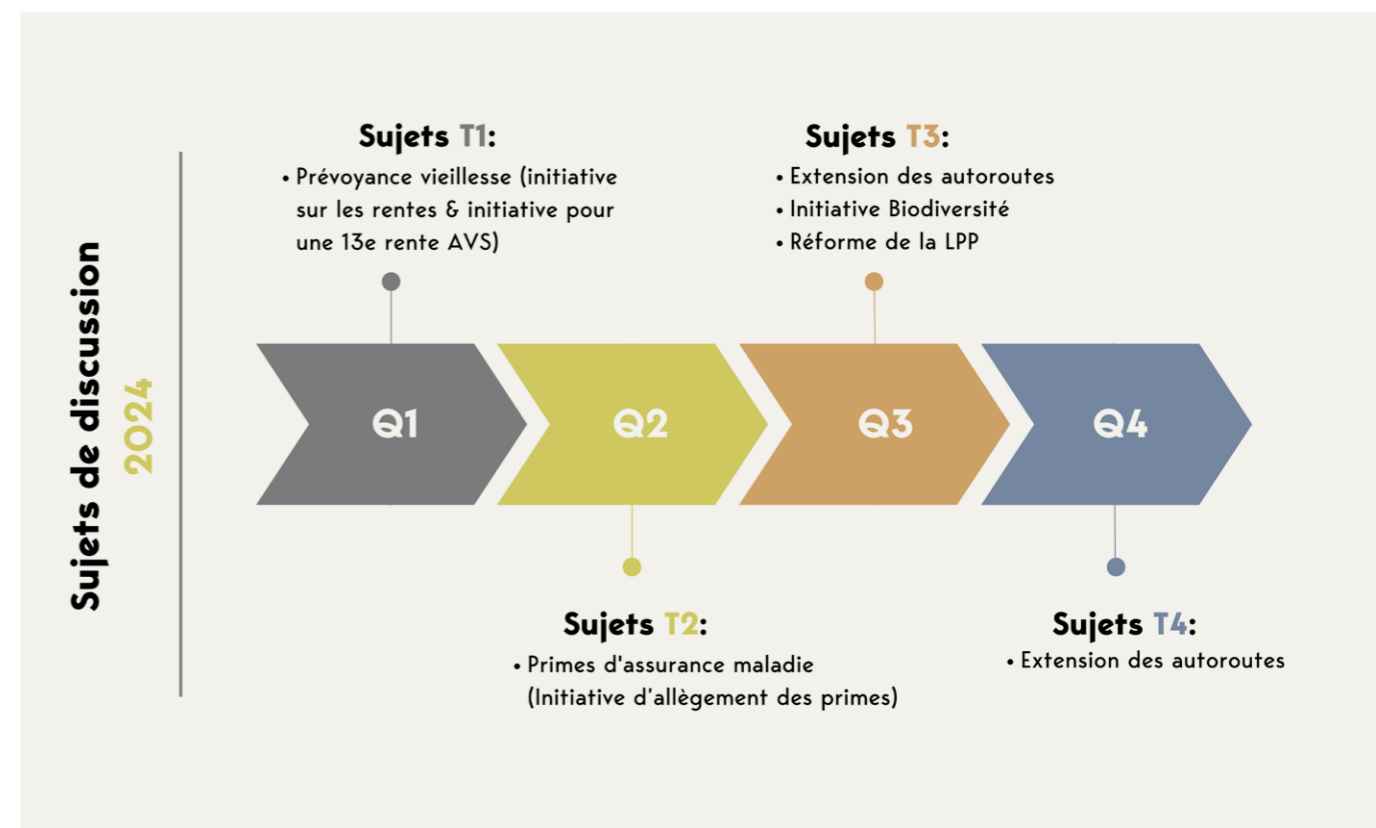 Sujets de discussion
2024
Sujets T1:
• Prévoyance vieillesse (initiative
sur les rentes & initiative pour
une 13e rente AVS)
Sujets T3:
• Extension des autoroutes
• Initiative Biodiversité
• Réforme de la LPP
Q1
Q2
Q3
Q4
Sujets T2:
• Primes d'assurance maladie
(Initiative d’allègement des primes)
Sujets T4:
• Extension des autoroutes